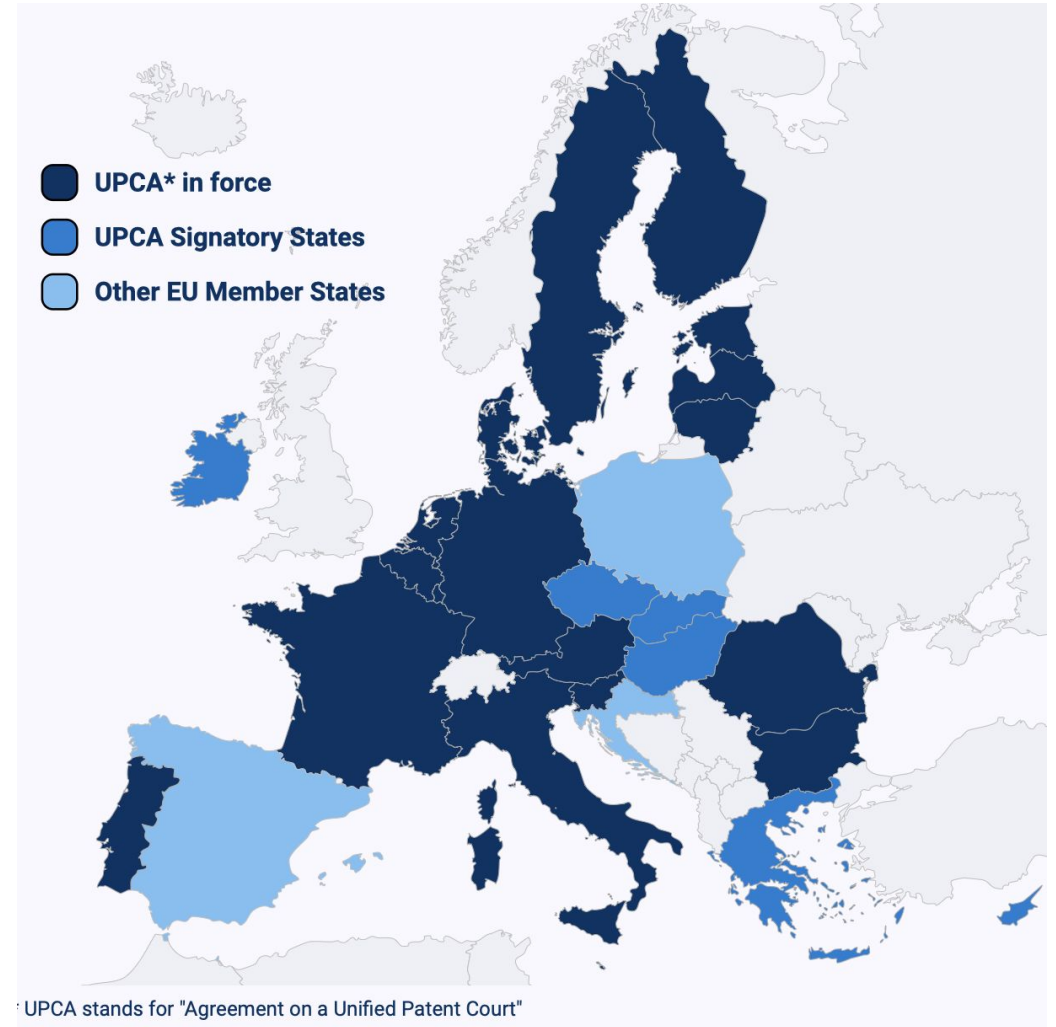 UPCA* in force
UPCA Signatory States
Other EU Member States
* UPCA stands for "Agreement on a Unified Patent Court"